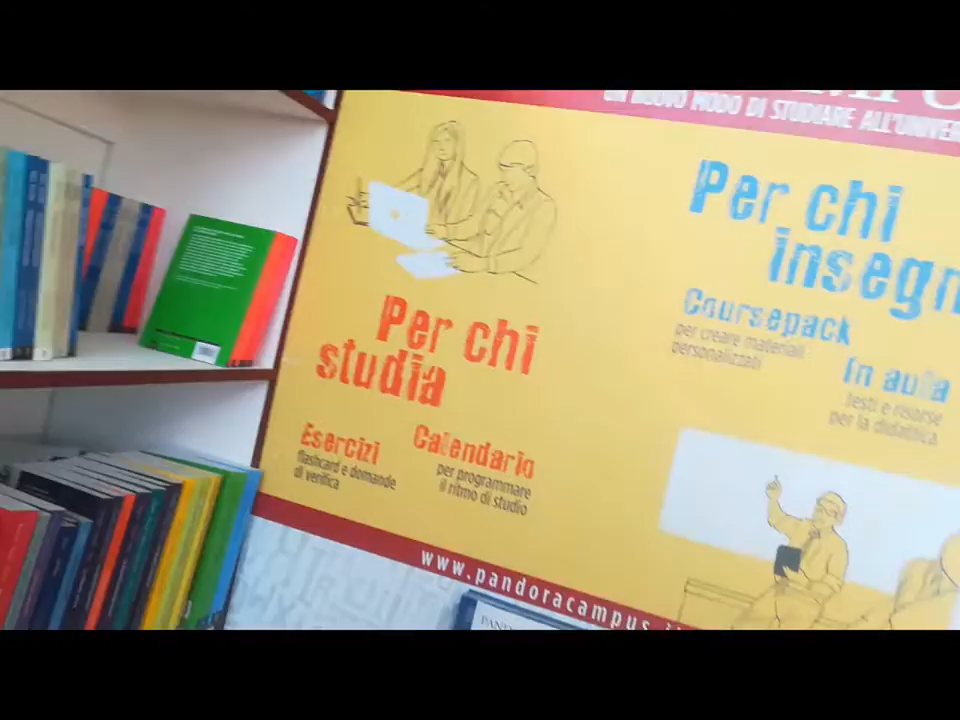 UN NUOVO MODO DI STUDIARE ALL'UNIVER
Per chi
insegn
Coursepack
per creare materiali
personalizzati
In aula
testi e risorse
per la didattica
Per chi
studia
Esercizi
flashcard e domande
di verifica
Calendario
per programmare
il ritmo di studio
www.pandoracampus.i